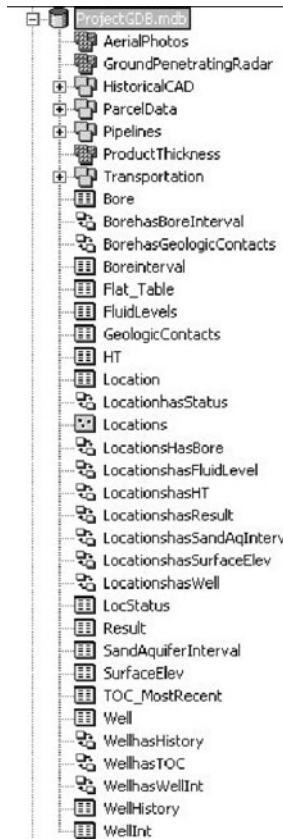 ProjectGDB.mdb
AerialPhotos
GroundPenetratingRadar
HistoricalCAD
ParcelData
Pipelines
ProductThickness
Transportation
Bore
BorehasBoreInterval
BorehasGeologicContacts
Boreinterval
Flat_Table
FluidLevels
GeologicContacts
HT
Location
LocationhasStatus
Locations
LocationsHasBore
LocationshasFluidLevel
LocationshasHT
LocationshasResult
LocationshasSandAqInterv
LocationshasSurfaceElev
LocationshasWell
LocStatus
Result
SandAquiferInterval
SurfaceElev
TOC_MostRecent
Well
WellhasHistory
WellhasTOC
WellhasWellInt
WellHistory
WellInt